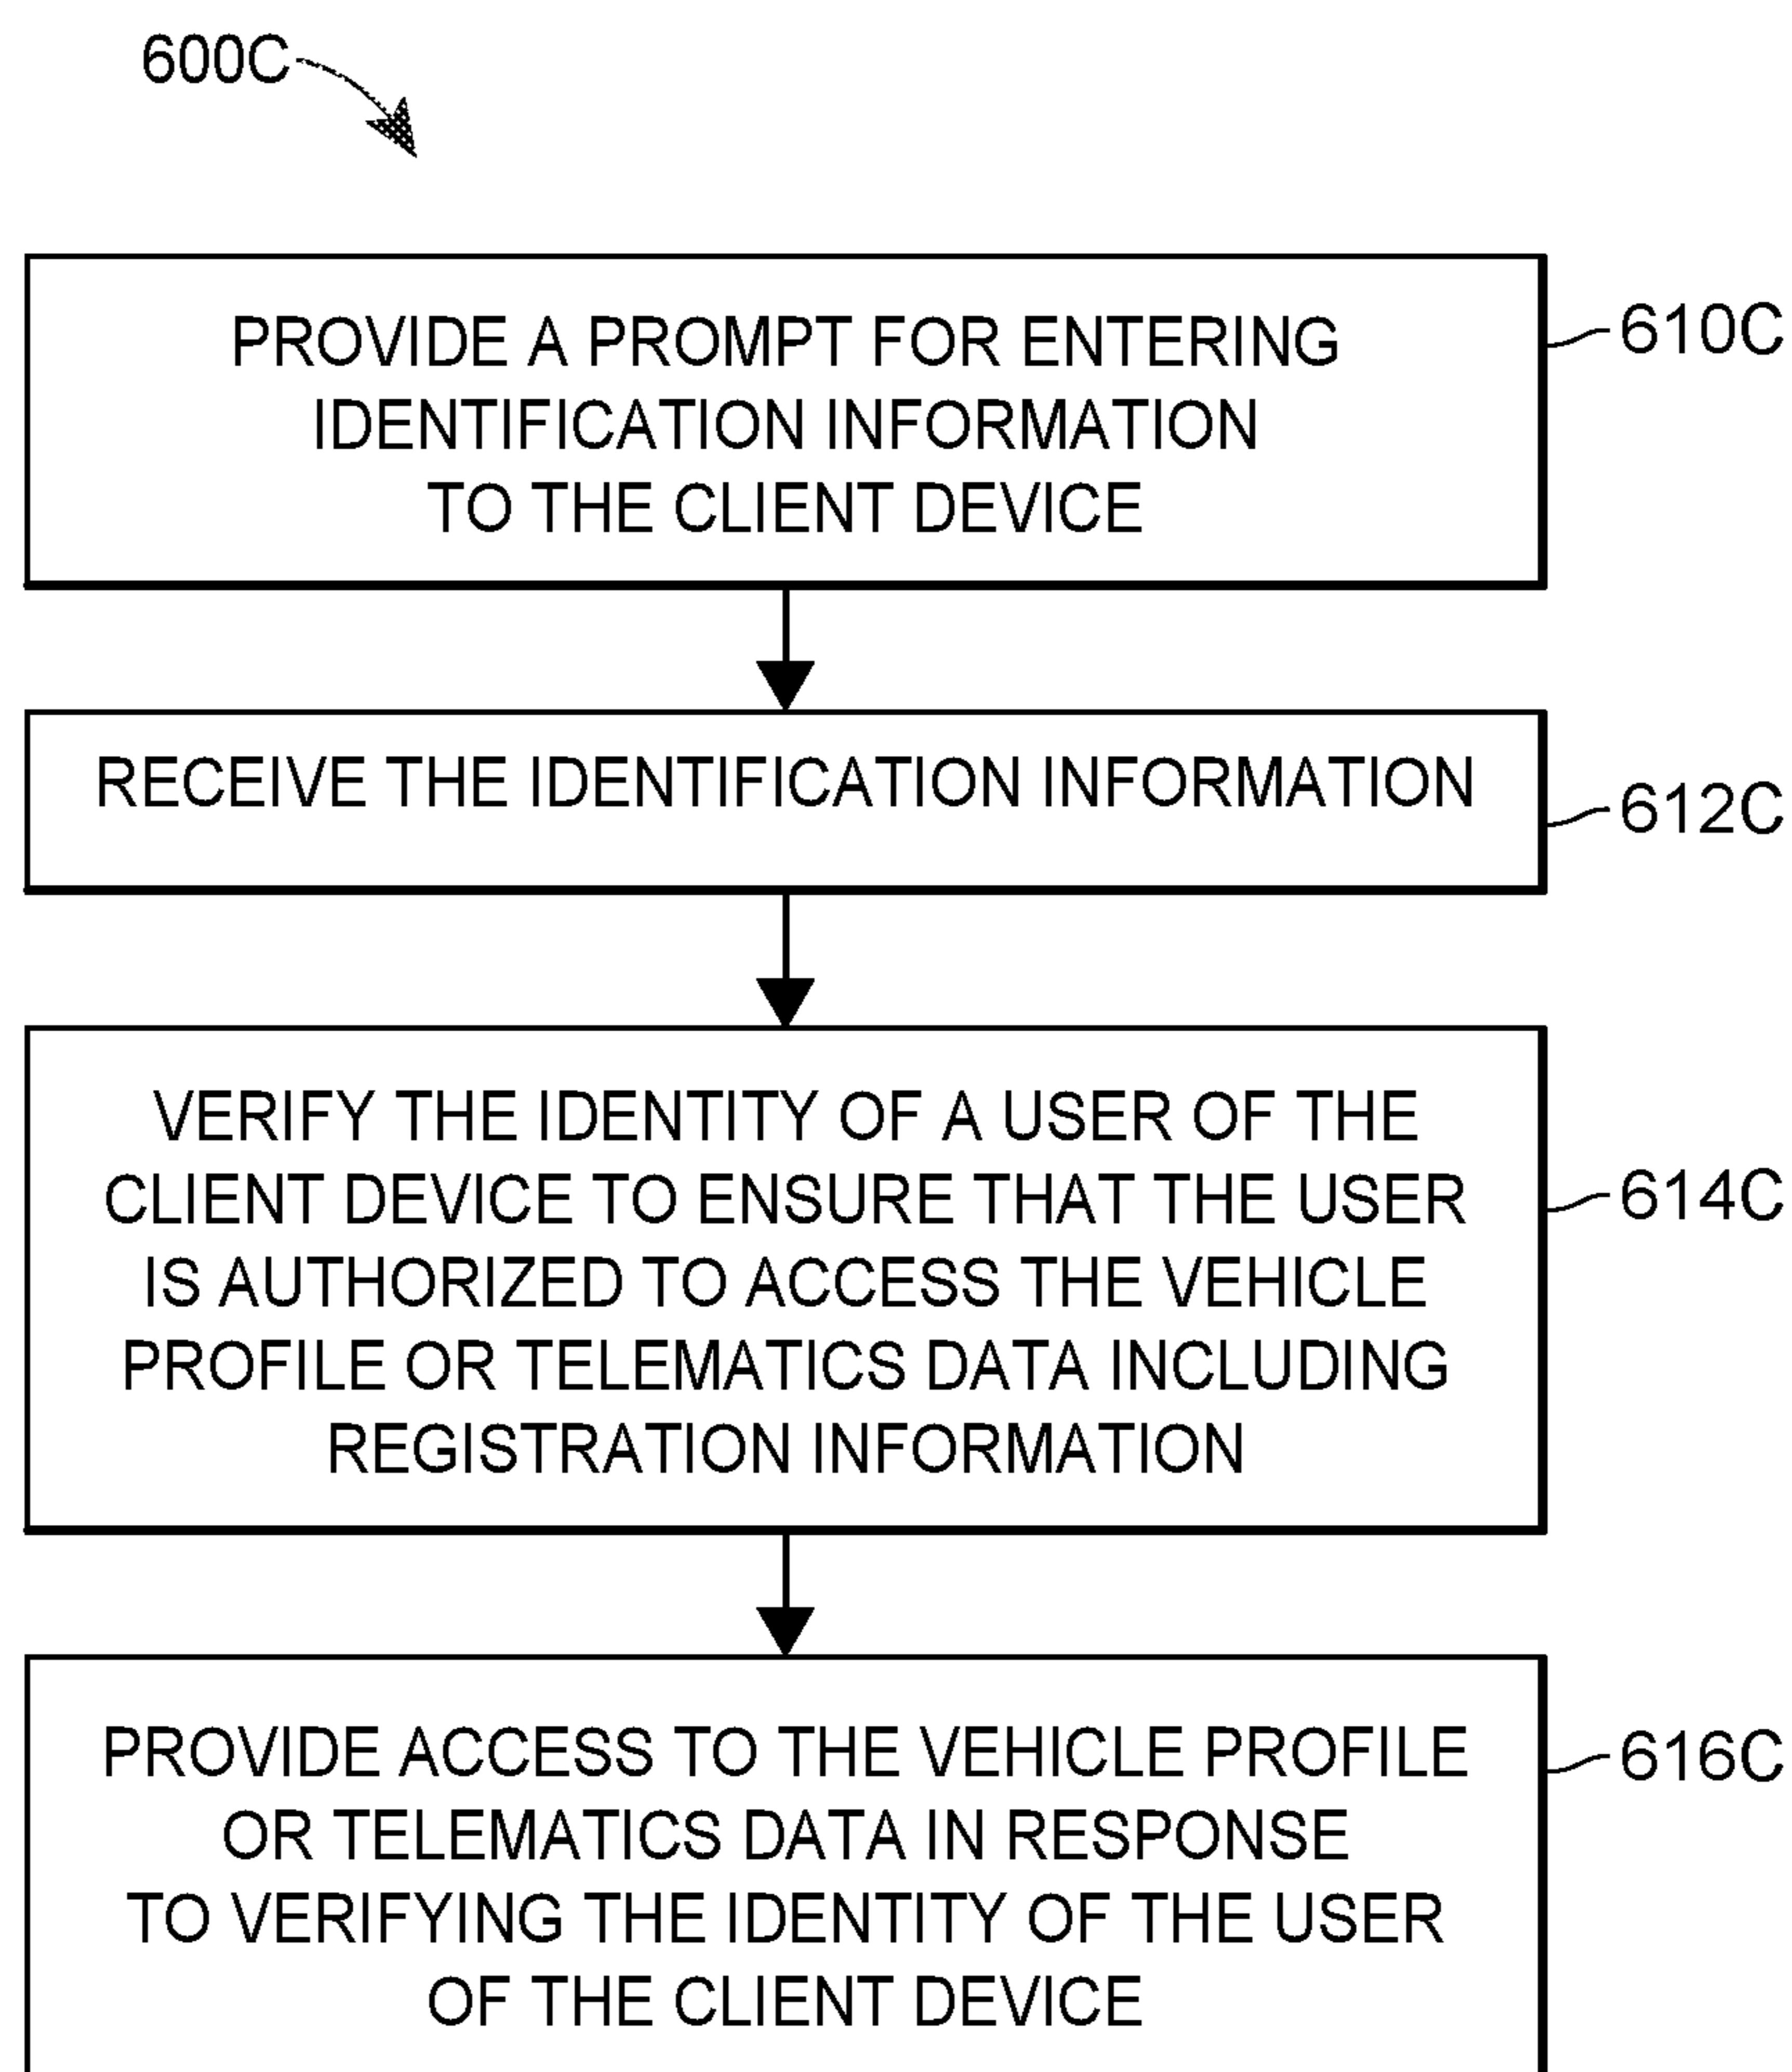 600C
PROVIDE A PROMPT FOR ENTERING
IDENTIFICATION INFORMATION
TO THE CLIENT DEVICE
610C
RECEIVE THE IDENTIFICATION INFORMATION
612C
VERIFY THE IDENTITY OF A USER OF THE
CLIENT DEVICE TO ENSURE THAT THE USER
IS AUTHORIZED TO ACCESS THE VEHICLE
PROFILE OR TELEMATICS DATA INCLUDING
REGISTRATION INFORMATION
614C
PROVIDE ACCESS TO THE VEHICLE PROFILE
OR TELEMATICS DATA IN RESPONSE
TO VERIFYING THE IDENTITY OF THE USER
OF THE CLIENT DEVICE
616C